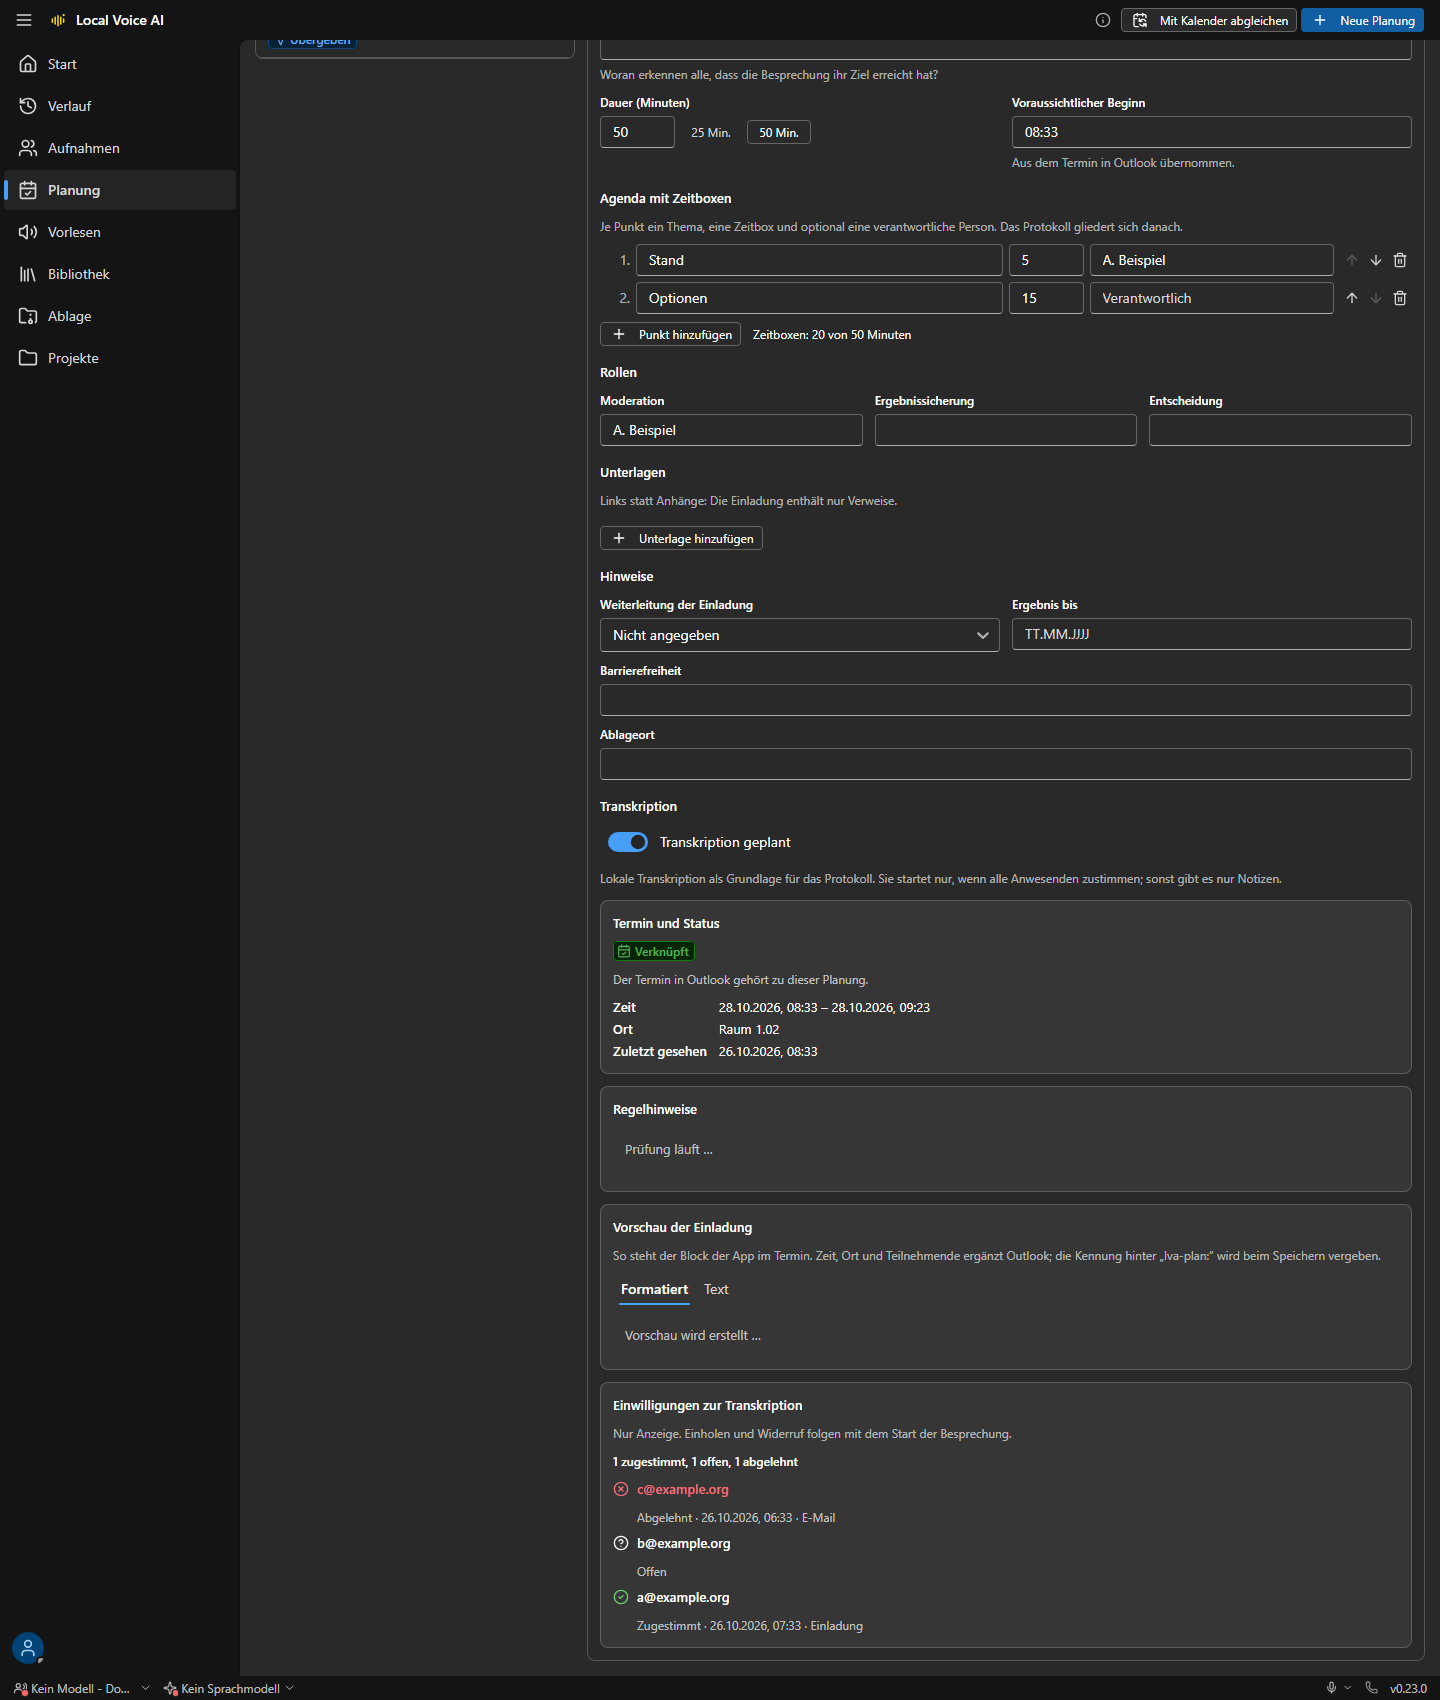 Local Voice AI
Mit Kalender abgleichen
Neue Planung
Start
Verlauf
Aufnahmen
Planung
Vorlesen
Bibliothek
Ablage
Projekte
Übergeben
Woran erkennen alle, dass die Besprechung ihr Ziel erreicht hat?
Dauer (Minuten)
Voraussichtlicher Beginn
50
25 Min.
50 Min.
08:33
Aus dem Termin in Outlook übernommen.
Agenda mit Zeitboxen
Je Punkt ein Thema, eine Zeitbox und optional eine verantwortliche Person. Das Protokoll gliedert sich danach.
1. Stand 5 A. Beispiel
2. Optionen 15 Verantwortlich
Punkt hinzufügen
Zeitboxen: 20 von 50 Minuten
Rollen
Moderation
Ergebnissicherung
Entscheidung
A. Beispiel
Unterlagen
Links statt Anhänge: Die Einladung enthält nur Verweise.
Unterlage hinzufügen
Hinweise
Weiterleitung der Einladung
Ergebnis bis
Nicht angegeben
TT.MM.JJJJ
Barrierefreiheit
Ablageort
Transkription
Transkription geplant
Lokale Transkription als Grundlage für das Protokoll. Sie startet nur, wenn alle Anwesenden zustimmen; sonst gibt es nur Notizen.
Termin und Status
Verknüpft
Der Termin in Outlook gehört zu dieser Planung.
Zeit 28.10.2026, 08:33 – 28.10.2026, 09:23
Ort Raum 1.02
Zuletzt gesehen 26.10.2026, 08:33
Regelhinweise
Prüfung läuft ...
Vorschau der Einladung
So steht der Block der App im Termin. Zeit, Ort und Teilnehmende ergänzt Outlook; die Kennung hinter „lva-plan:“ wird beim Speichern vergeben.
Formatiert
Text
Vorschau wird erstellt ...
Einwilligungen zur Transkription
Nur Anzeige. Einholen und Widerruf folgen mit dem Start der Besprechung.
1 zugestimmt, 1 offen, 1 abgelehnt
c@example.org
Abgelehnt · 26.10.2026, 06:33 · E-Mail
b@example.org
Offen
a@example.org
Zugestimmt · 26.10.2026, 07:33 · Einladung
Kein Modell - Do...
Kein Sprachmodell
v0.23.0